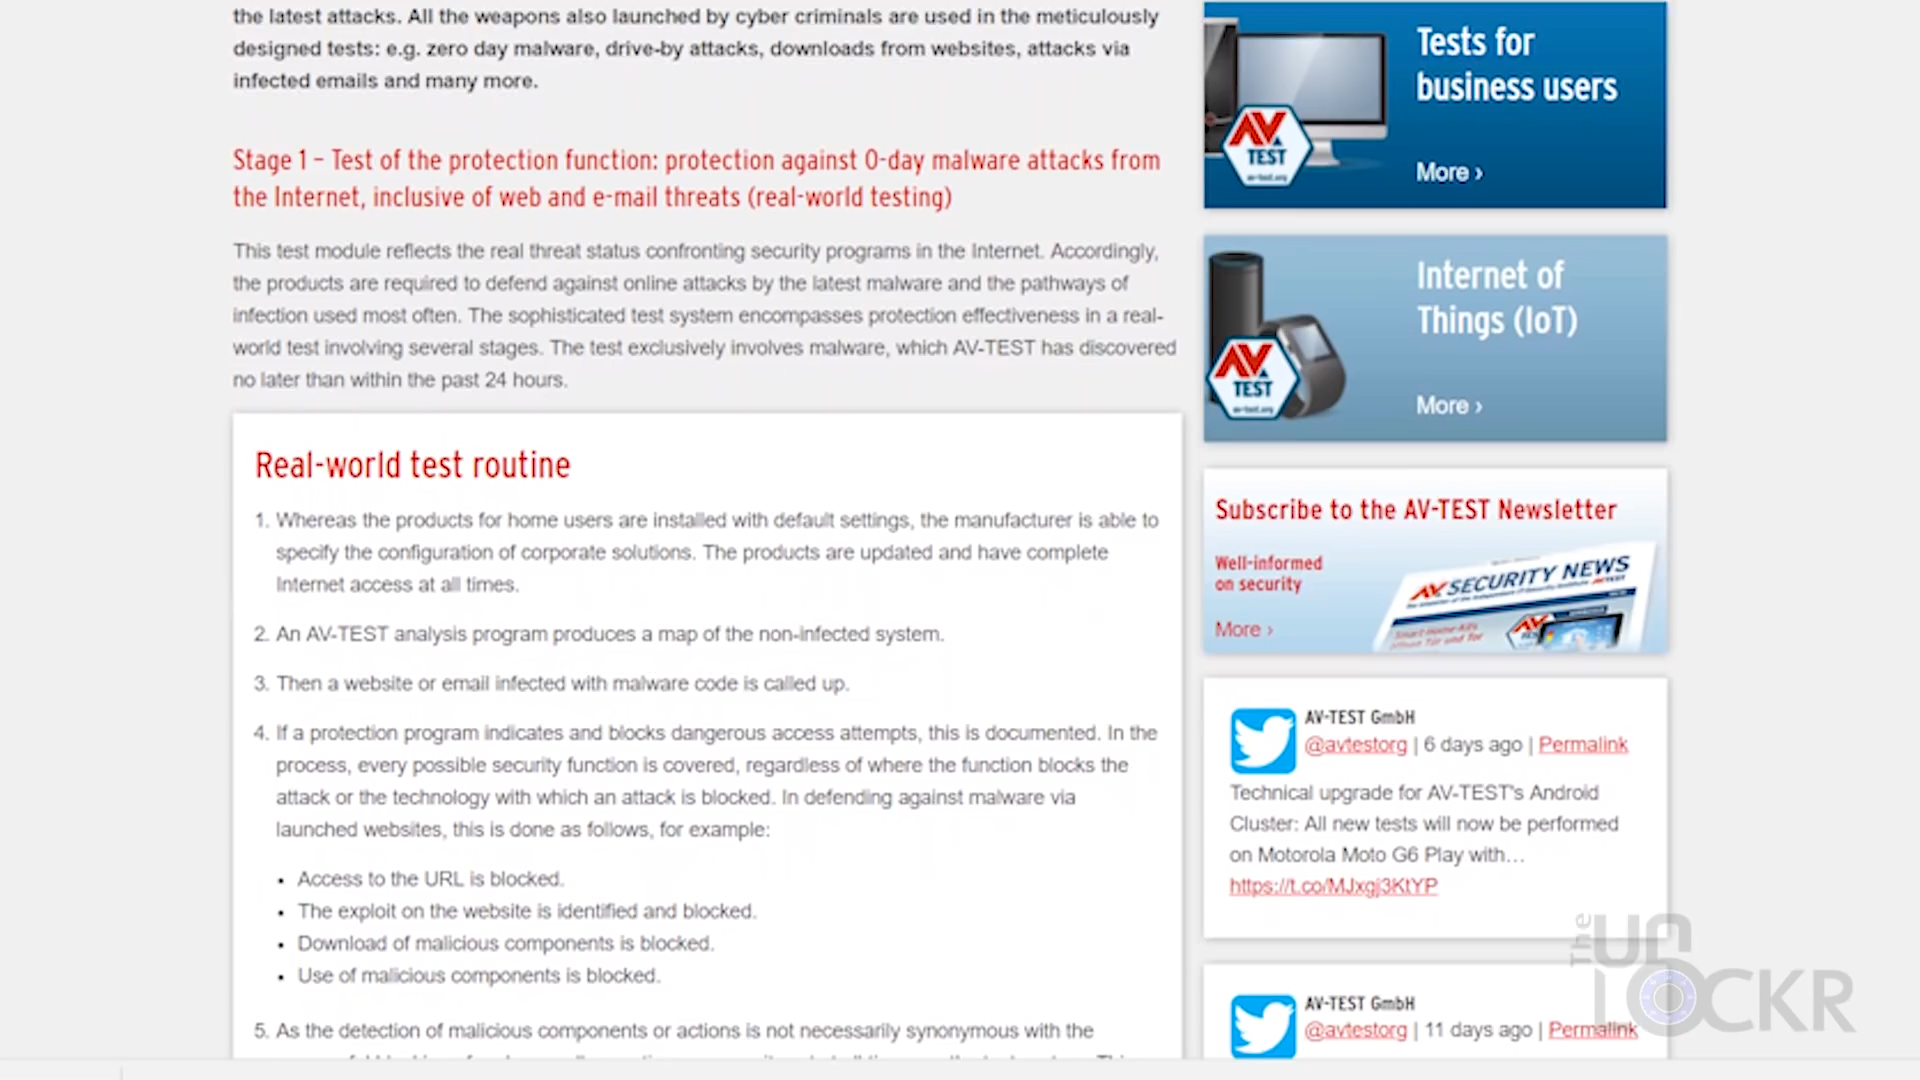 the latest attacks. All the weapons also launched by cyber criminals are used in the meticulously
designed tests: e.g. zero day malware, drive-by attacks, downloads from websites, attacks via
infected emails and many more.
Stage 1 – Test of the protection function: protection against 0-day malware attacks from
the Internet, inclusive of web and e-mail threats (real-world testing)
This test module reflects the real threat status confronting security programs in the Internet. Accordingly,
the products are required to defend against online attacks by the latest malware and the pathways of
infection used most often. The sophisticated test system encompasses protection effectiveness in a real-
world test involving several stages. The test exclusively involves malware, which AV-TEST has discovered
no later than within the past 24 hours.
Real-world test routine
1. Whereas the products for home users are installed with default settings, the manufacturer is able to
specify the configuration of corporate solutions. The products are updated and have complete
Internet access at all times.
2. An AV-TEST analysis program produces a map of the non-infected system.
3. Then a website or email infected with malware code is called up.
4. If a protection program indicates and blocks dangerous access attempts, this is documented. In the
process, every possible security function is covered, regardless of where the function blocks the
attack or the technology with which an attack is blocked. In defending against malware via
launched websites, this is done as follows, for example:
• Access to the URL is blocked.
• The exploit on the website is identified and blocked.
• Download of malicious components is blocked.
• Use of malicious components is blocked.
5. As the detection of malicious components or actions is not necessarily synonymous with the
Tests for
business users
More ›
AV
TEST
av-test.org
Internet of
Things (IoT)
More ›
AV
TEST
av-test.org
Subscribe to the AV-TEST Newsletter
Well-informed
on security
More ›
AV SECURITY NEWS
AV-TEST GmbH
@avtestorg | 6 days ago | Permalink
Technical upgrade for AV-TEST's Android
Cluster: All new tests will now be performed
on Motorola Moto G6 Play with…
https://t.co/MJxgj3KtYP
AV-TEST GmbH
@avtestorg | 11 days ago | Permalink
The UnLOCKR